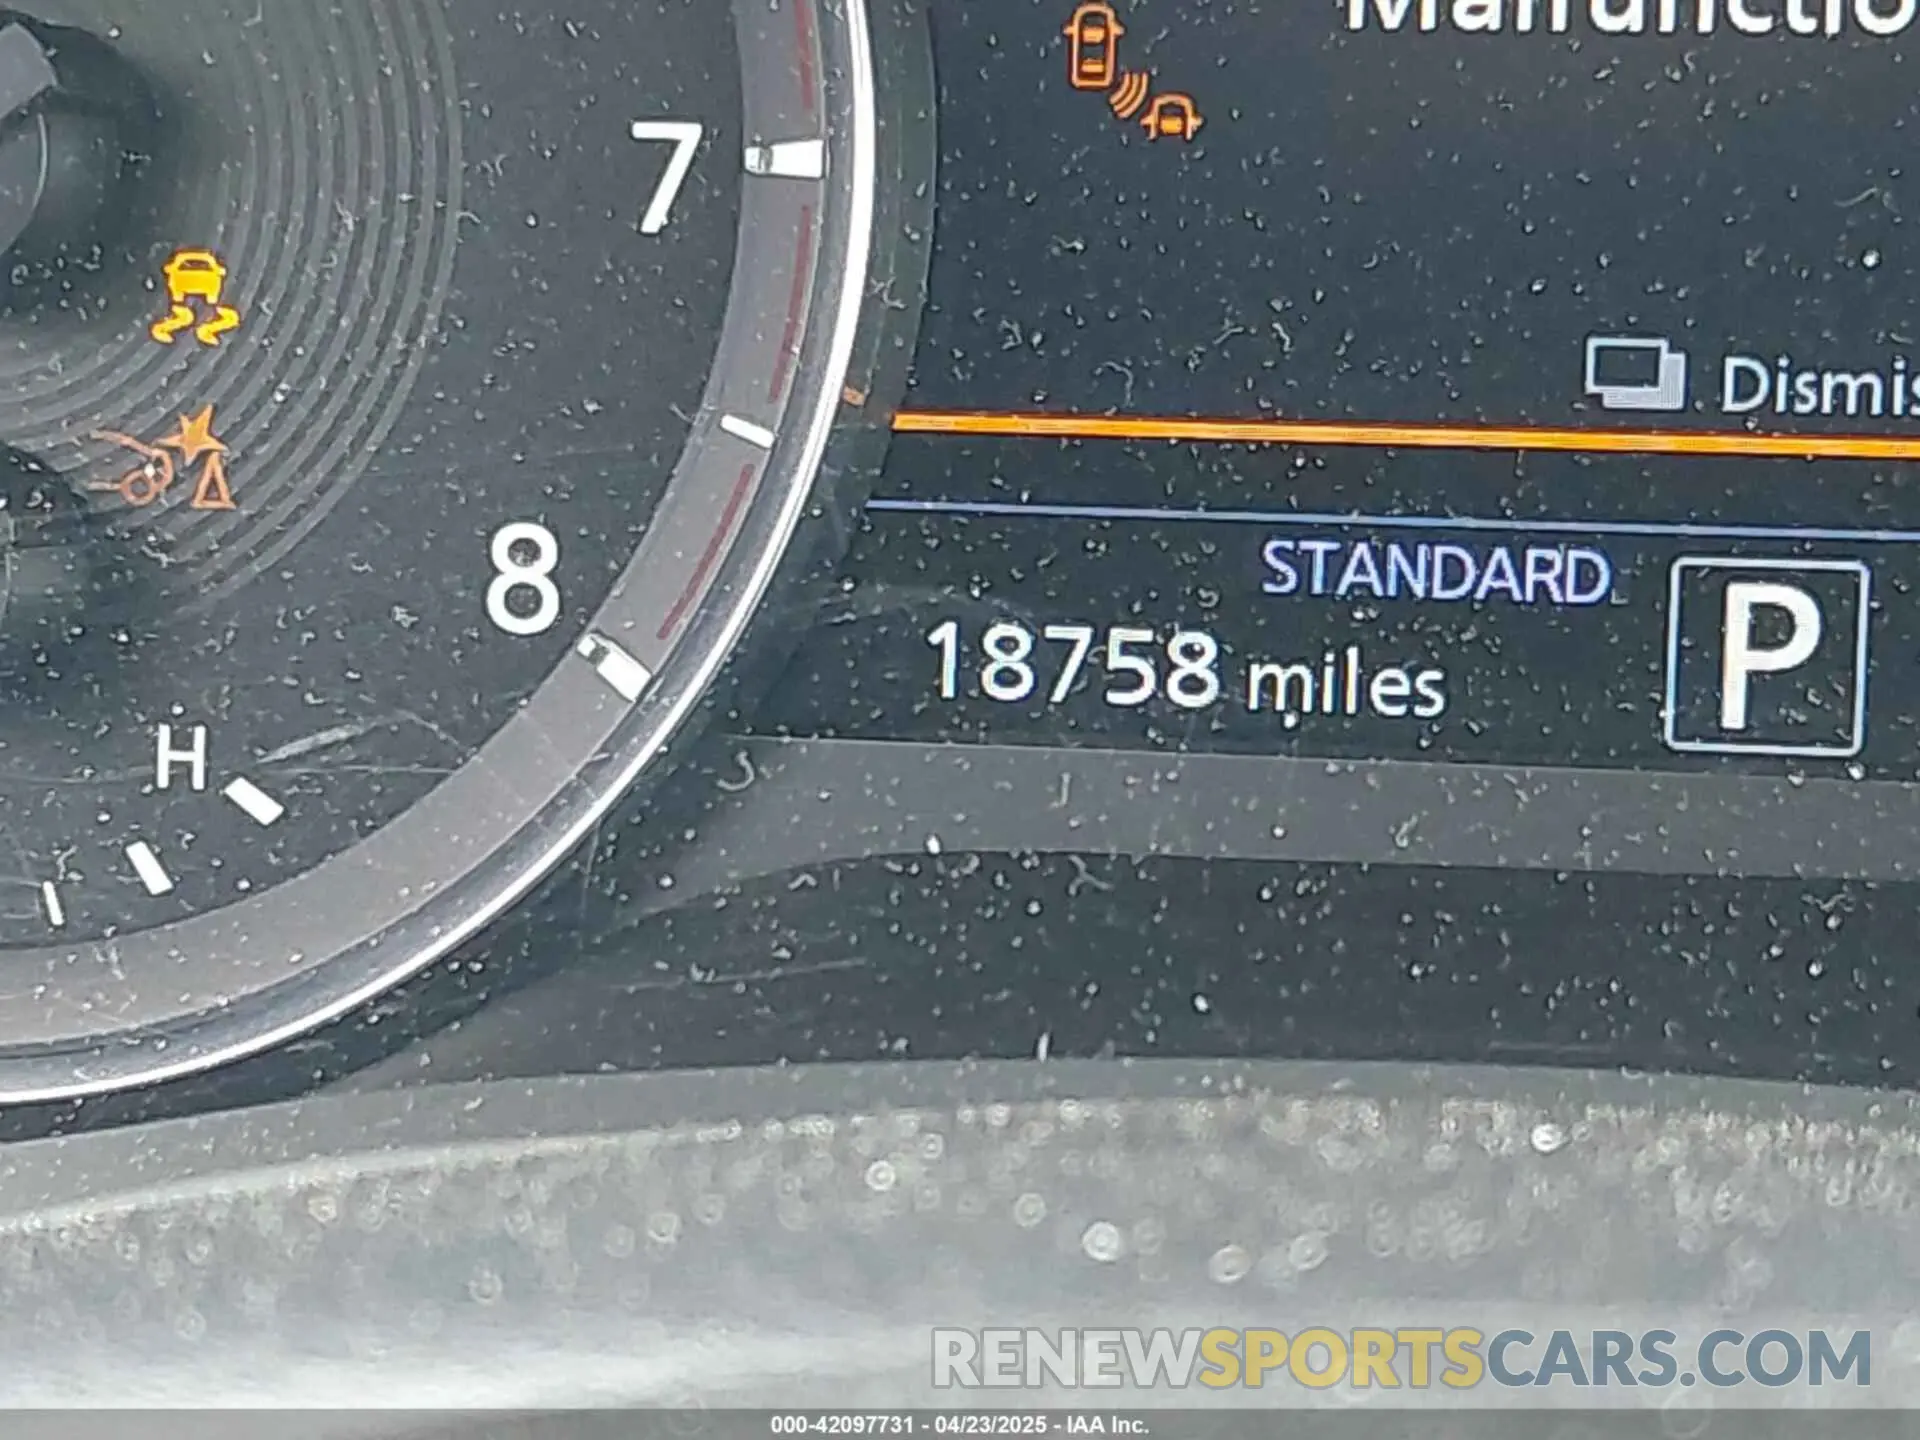 7
Dismis
8
STANDARD
P
18758 miles
H
RENEWSPORTSCARS.COM
000-42097731 - 04/23/2025 - IAA Inc.